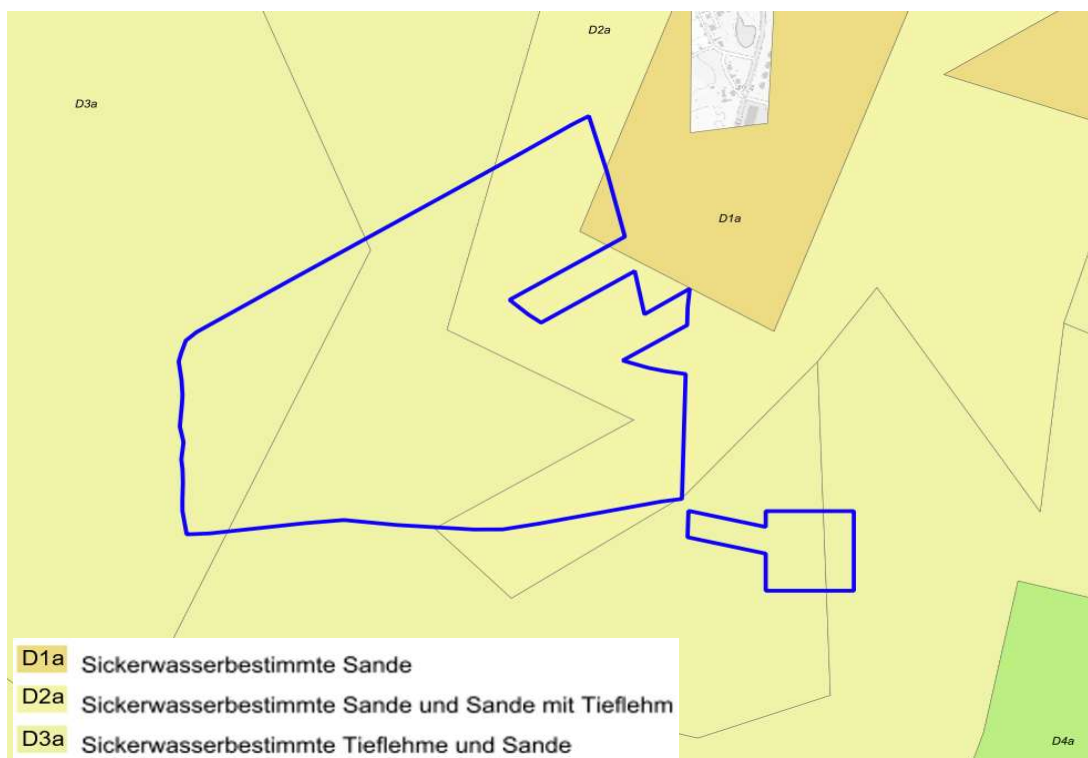 D2a
D3a
D1a
D1a Sickerwasserbestimmte Sande
D2a Sickerwasserbestimmte Sande und Sande mit Tieflehm
D3a Sickerwasserbestimmte Tieflehme und Sande
D4a